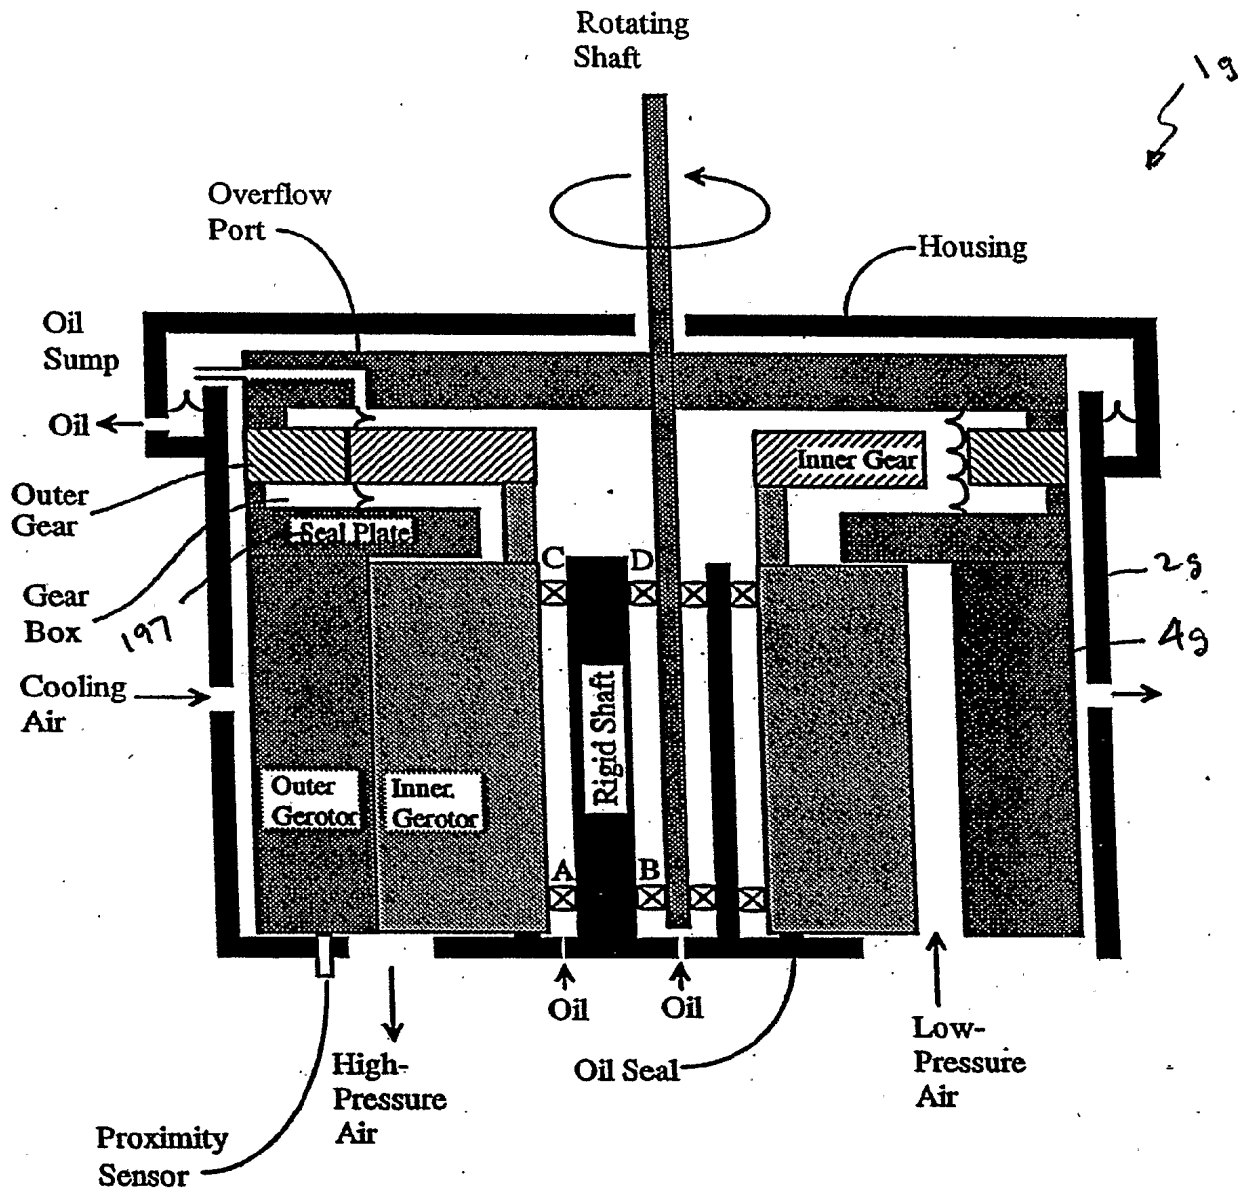 Rotating
Shaft
1g
Overflow
Port
Housing
Oil
Sump
Oil
Inner Gear
Outer
Gear
Seal Plate
C
D
Gear
Box
197
2g
4g
Cooling
Air
Rigid Shaft
Outer
Gerotor
Inner.
Gerotor
A
B
Oil
Oil
Low-
Pressure
Air
High-
Pressure
Air
Oil Seal
Proximity
Sensor